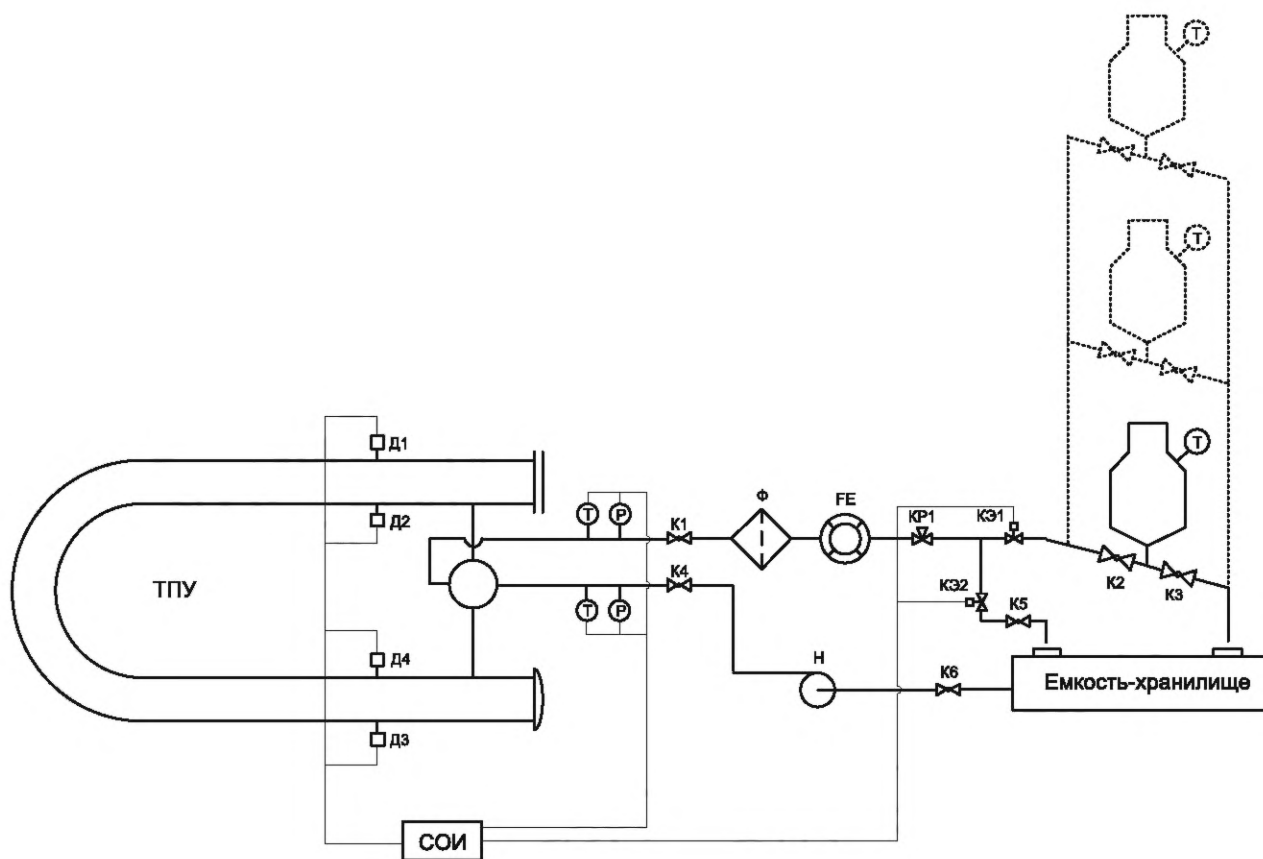 T
T
T
Д1
Д2
ТПУ
Д4
Д3
T
P
К1
Ф
FE
КР1
КЭ1
К2
К3
T
P
К4
КЭ2
К5
Н
К6
Емкость-хранилище
СОИ